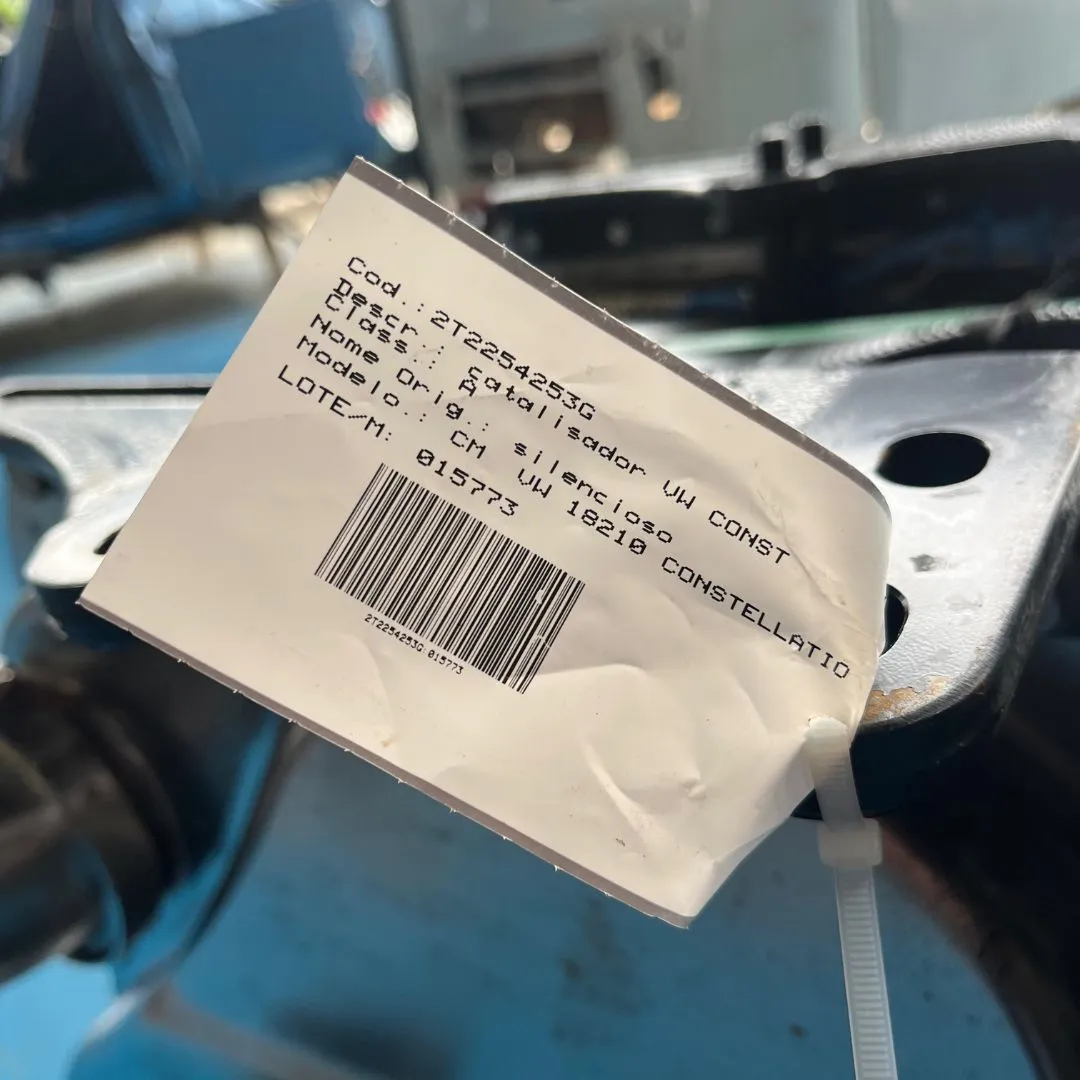 Cod.: 2T2254253G
Descr.: catalisador VW CONST
Class.: A
Nome Orig.: silencioso
Modelo.: CM VW 18210 CONSTELLATIO
LOTE/M: 015773
2T2254253G 015773